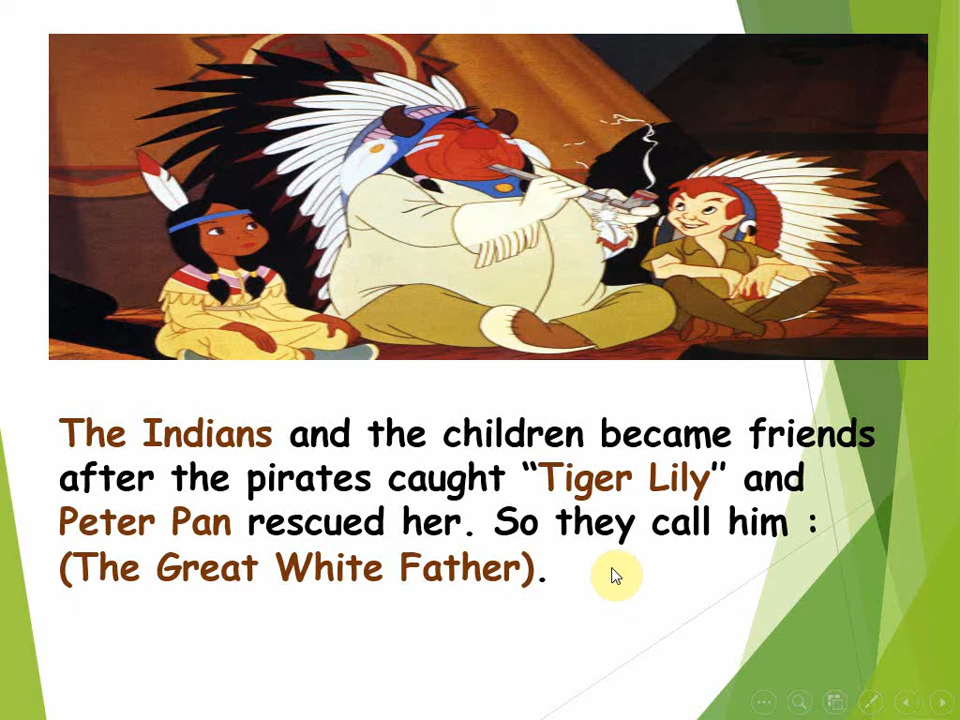 The Indians and the children became friends
after the pirates caught “Tiger Lily” and
Peter Pan rescued her. So they call him :
(The Great White Father).